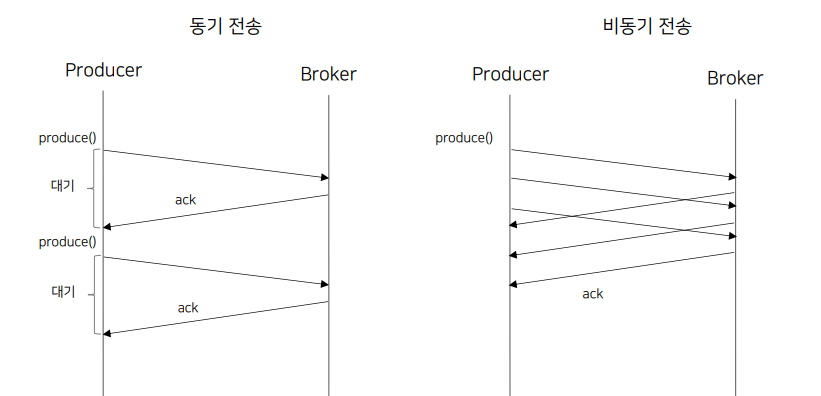 동기 전송
Producer
Broker
produce()
대기
ack
produce()
대기
ack
비동기 전송
Producer
Broker
produce()
ack